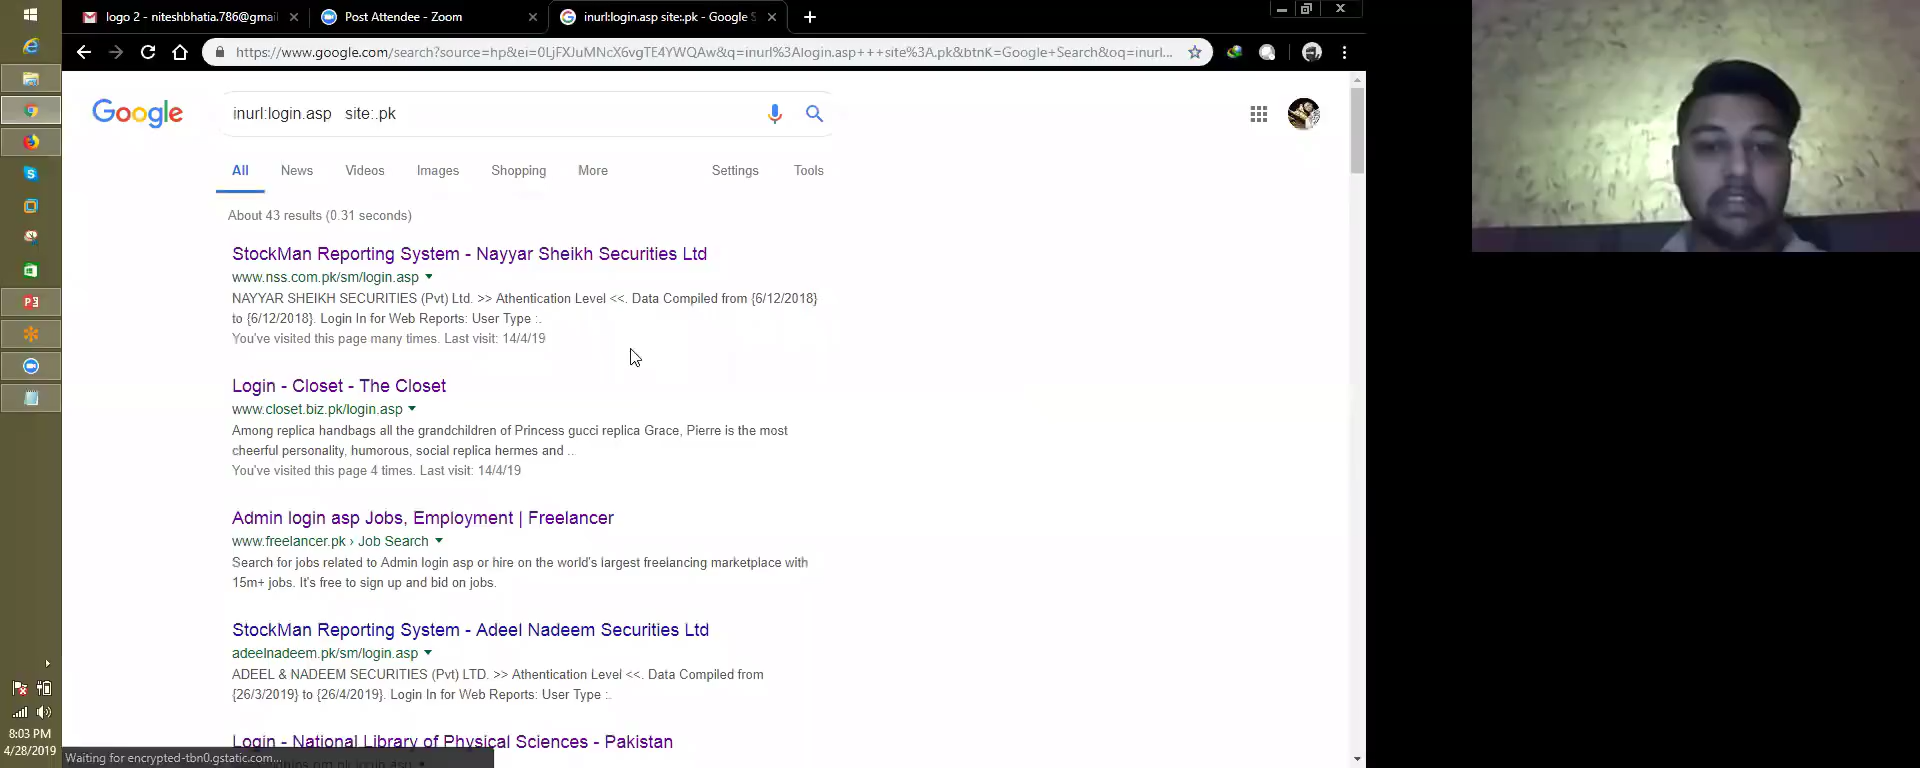 logo 2 - niteshbhatia.786@gmai
Post Attendee - Zoom
inurl:login.asp site:.pk - Google S
https://www.google.com/search?source=hp&ei=0LjFXJuMNcX6vgTE4YWQAw&q=inurl%3Alogin.asp+++site%3A.pk&btnK=Google+Search&oq=inurl...
Google
inurl:login.asp site:.pk
All News Videos Images Shopping More Settings Tools
About 43 results (0.31 seconds)
StockMan Reporting System - Nayyar Sheikh Securities Ltd
www.nss.com.pk/sm/login.asp
NAYYAR SHEIKH SECURITIES (Pvt) Ltd. >> Athentication Level <<. Data Compiled from {6/12/2018}
to {6/12/2018}. Login In for Web Reports: User Type :.
You've visited this page many times. Last visit: 14/4/19
Login - Closet - The Closet
www.closet.biz.pk/login.asp
Among replica handbags all the grandchildren of Princess gucci replica Grace, Pierre is the most
cheerful personality, humorous, social replica hermes and ..
You've visited this page 4 times. Last visit: 14/4/19
Admin login asp Jobs, Employment | Freelancer
www.freelancer.pk › Job Search
Search for jobs related to Admin login asp or hire on the world's largest freelancing marketplace with
15m+ jobs. It's free to sign up and bid on jobs.
StockMan Reporting System - Adeel Nadeem Securities Ltd
adeelnadeem.pk/sm/login.asp
ADEEL & NADEEM SECURITIES (Pvt) LTD. >> Athentication Level <<. Data Compiled from
{26/3/2019} to {26/4/2019}. Login In for Web Reports: User Type :.
Login - National Library of Physical Sciences - Pakistan
Waiting for encrypted-tbn0.gstatic.com...
8:03 PM
4/28/2019